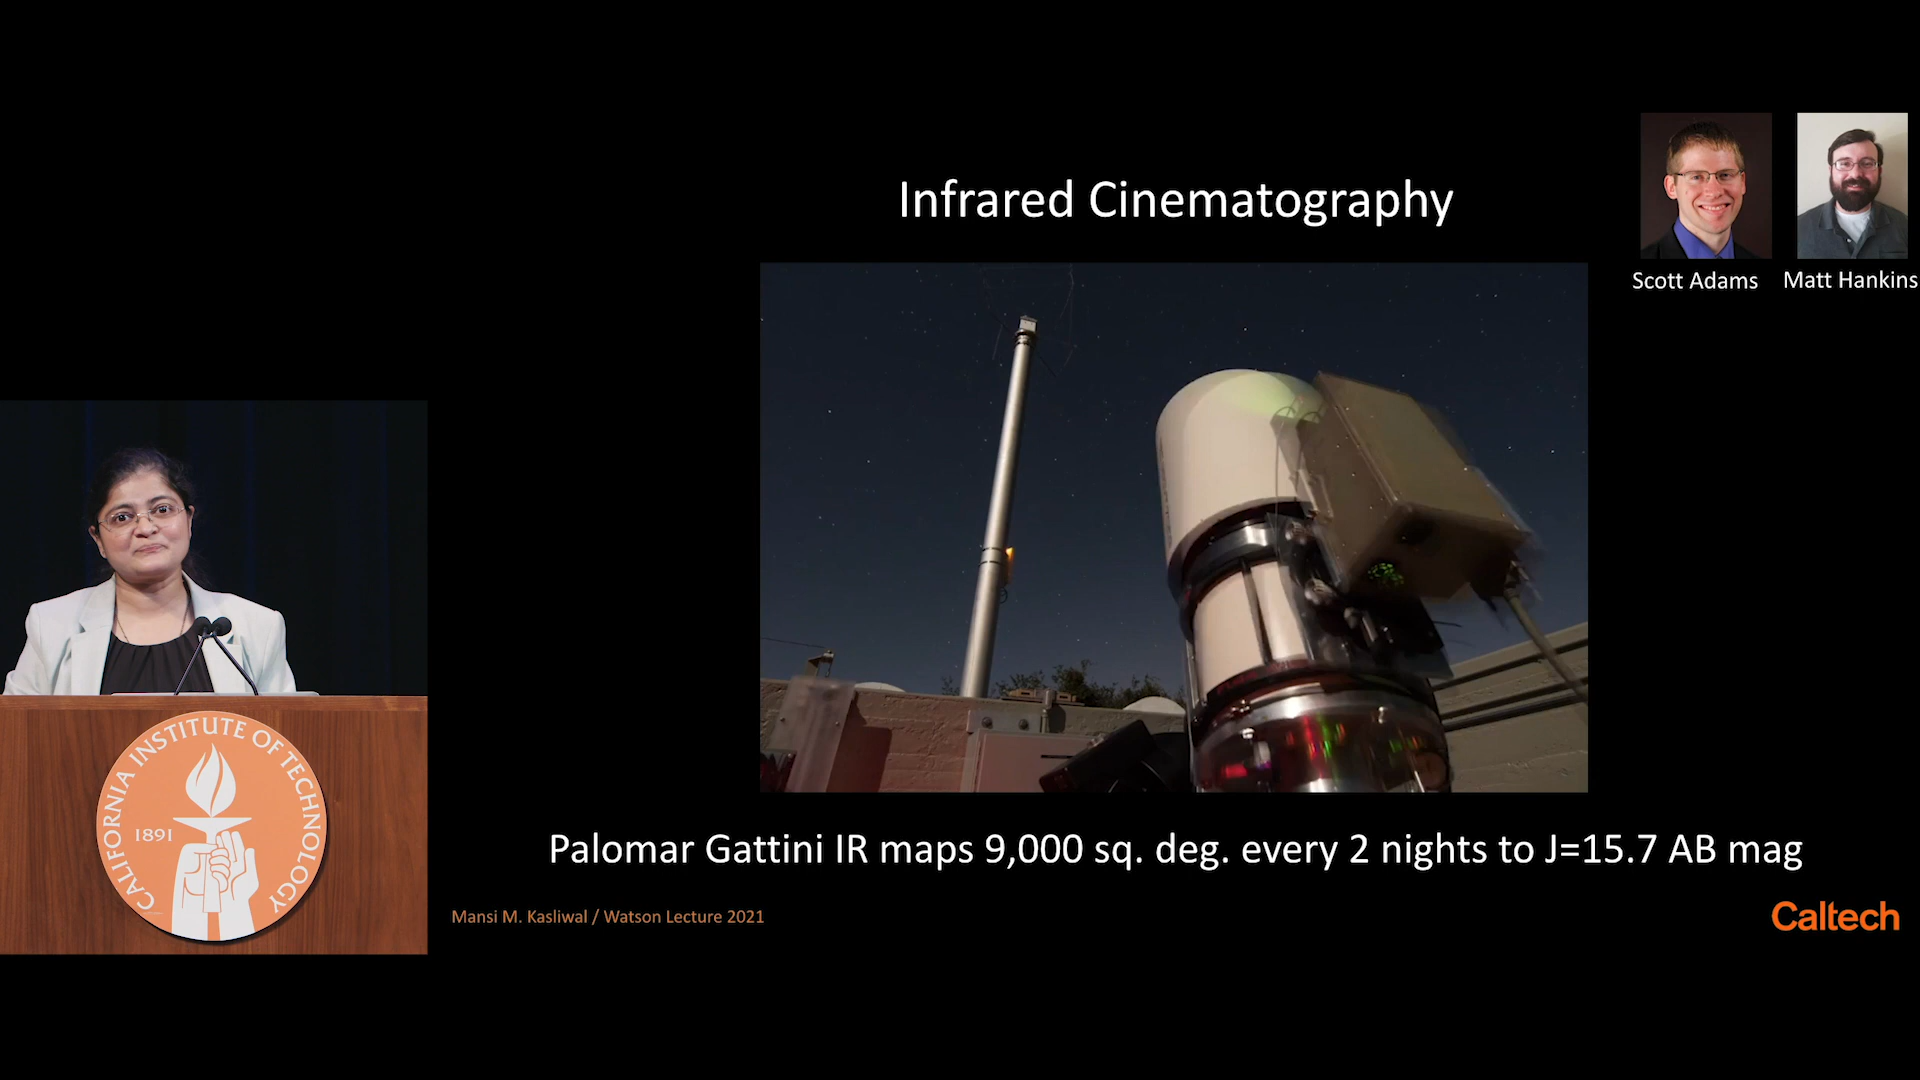 Infrared Cinematography
Scott Adams
Matt Hankins
CALIFORNIA INSTITUTE OF TECHNOLOGY
1891
Palomar Gattini IR maps 9,000 sq. deg. every 2 nights to J=15.7 AB mag
Mansi M. Kasliwal / Watson Lecture 2021
Caltech